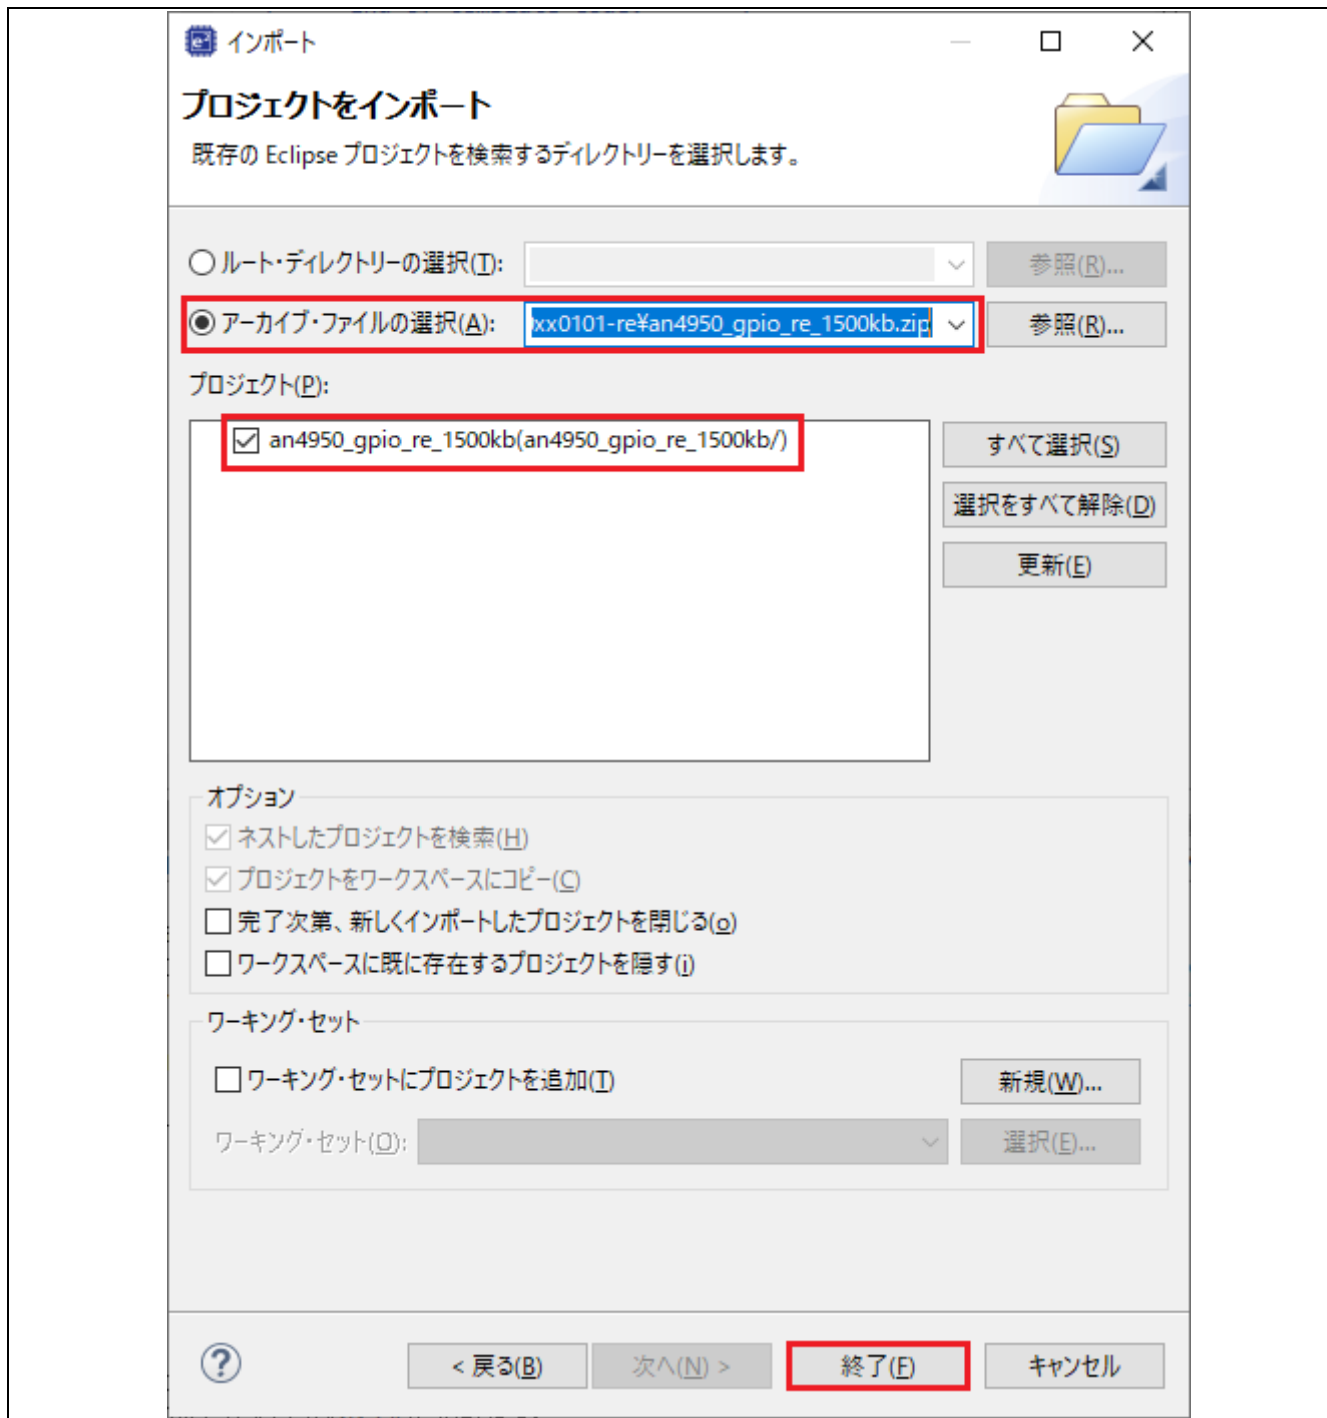 インポート
プロジェクトをインポート
既存の Eclipse プロジェクトを検索するディレクトリーを選択します。
ルート・ディレクトリーの選択(T):
参照(R)...
アーカイブ・ファイルの選択(A):
xx0101-re¥an4950_gpio_re_1500kb.zip
参照(R)...
プロジェクト(P):
an4950_gpio_re_1500kb(an4950_gpio_re_1500kb/)
すべて選択(S)
選択をすべて解除(D)
更新(E)
オプション
ネストしたプロジェクトを検索(H)
プロジェクトをワークスペースにコピー(C)
完了次第、新しくインポートしたプロジェクトを閉じる(o)
ワークスペースに既に存在するプロジェクトを隠す(i)
ワーキング・セット
ワーキング・セットにプロジェクトを追加(T)
新規(W)...
ワーキング・セット(O):
選択(E)...
< 戻る(B)
次へ(N) >
終了(F)
キャンセル